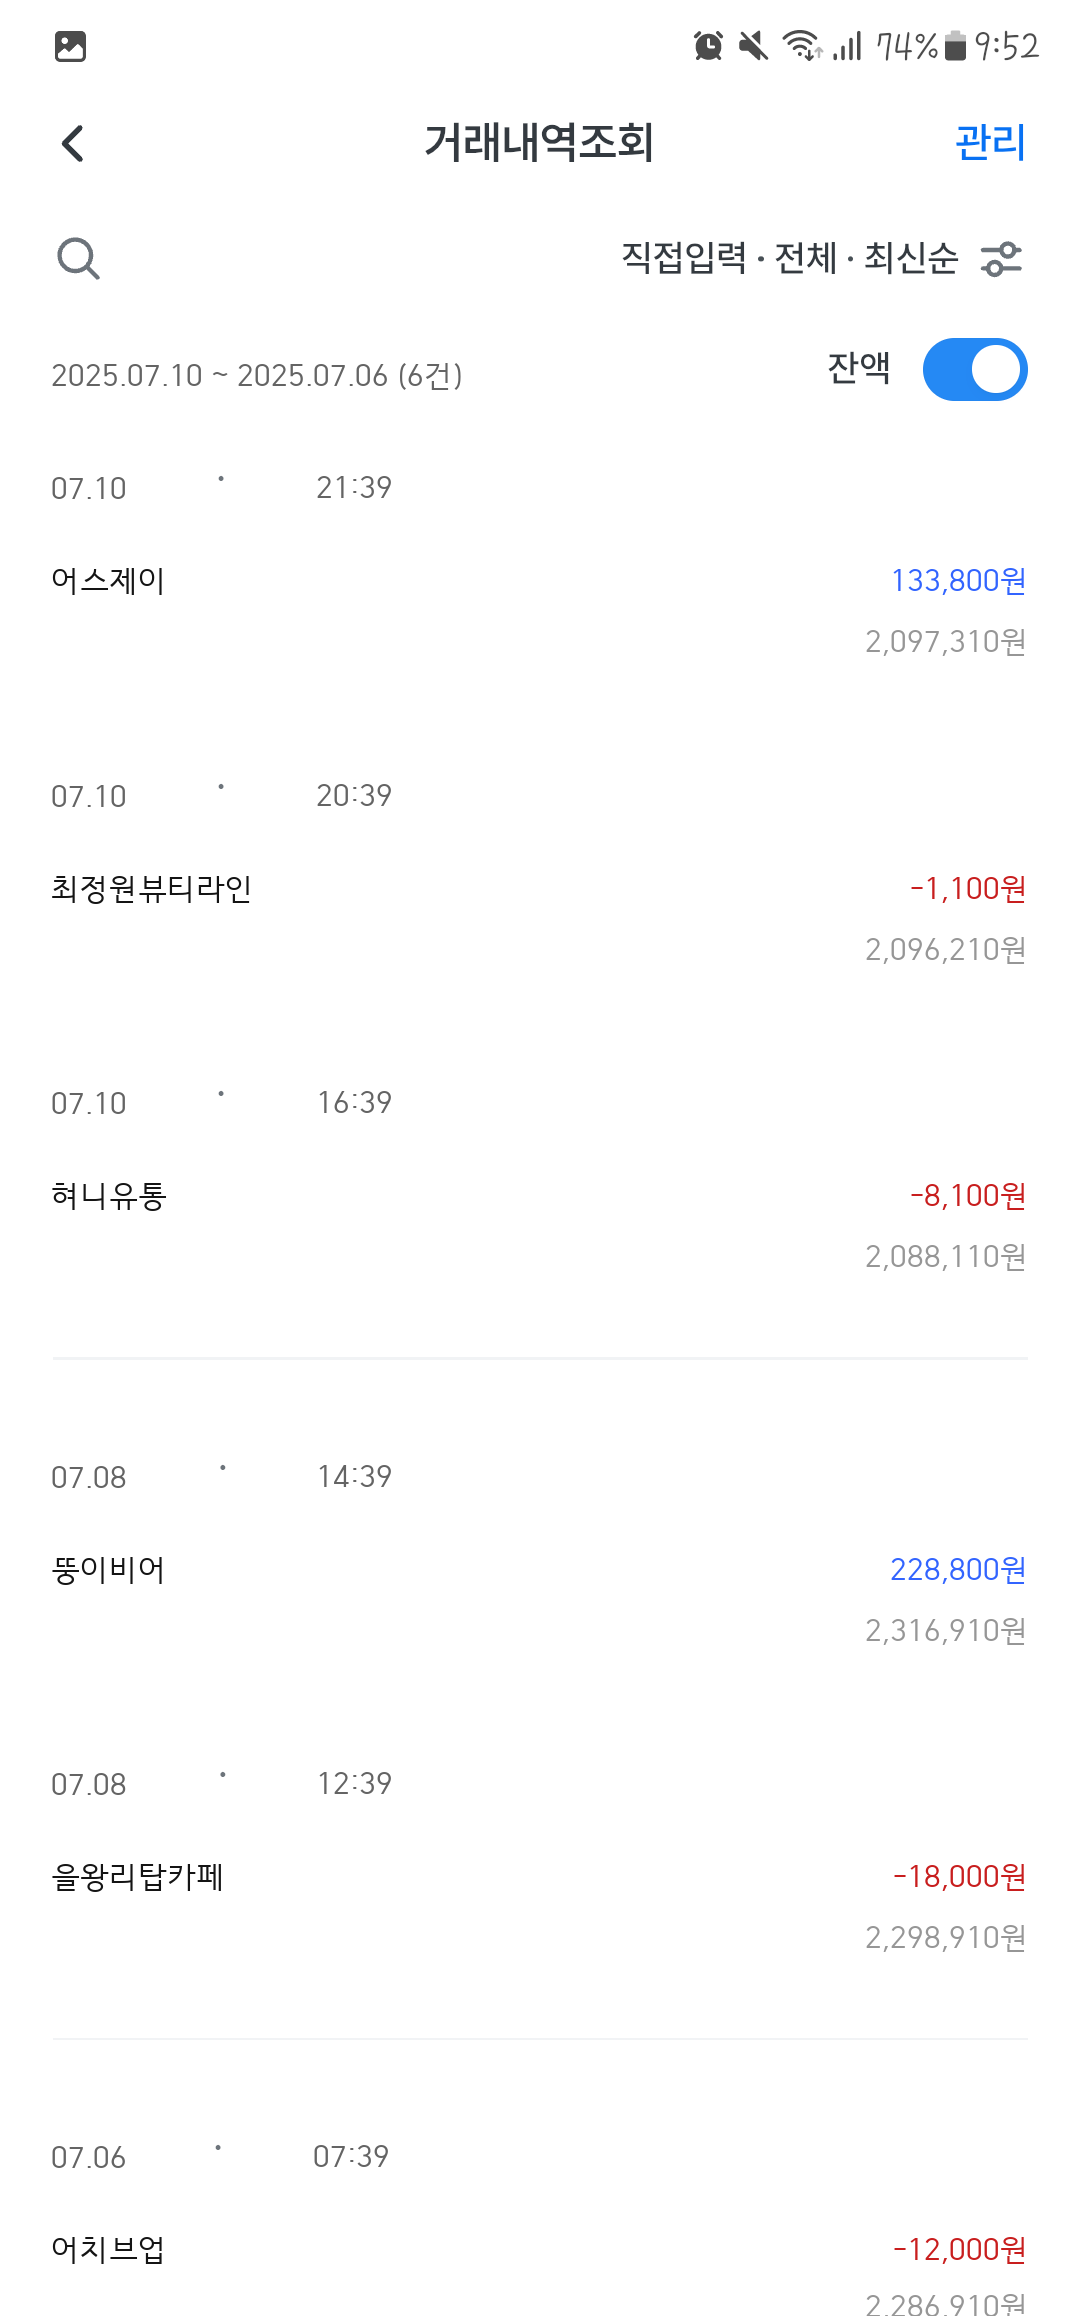 74% 9:52
거래내역조회 관리
직접입력 · 전체 · 최신순
2025.07.10 ~ 2025.07.06 (6건) 잔액
07.10 · 21:39
어스제이 133,800원
2,097,310원
07.10 · 20:39
최정원뷰티라인 -1,100원
2,096,210원
07.10 · 16:39
혀니유통 -8,100원
2,088,110원
07.08 · 14:39
뚱이비어 228,800원
2,316,910원
07.08 · 12:39
을왕리탑카페 -18,000원
2,298,910원
07.06 · 07:39
어치브업 -12,000원
2,286,910원